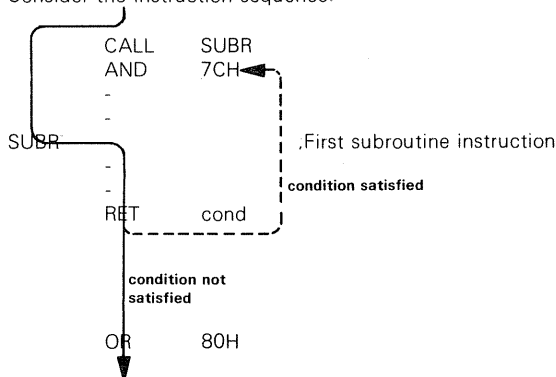 Consider the instruction sequence:
CALL SUBR
AND 7CH
-
-
SUBR - ;First subroutine instruction
-
-
RET cond
condition satisfied
condition not
satisfied
OR 80H